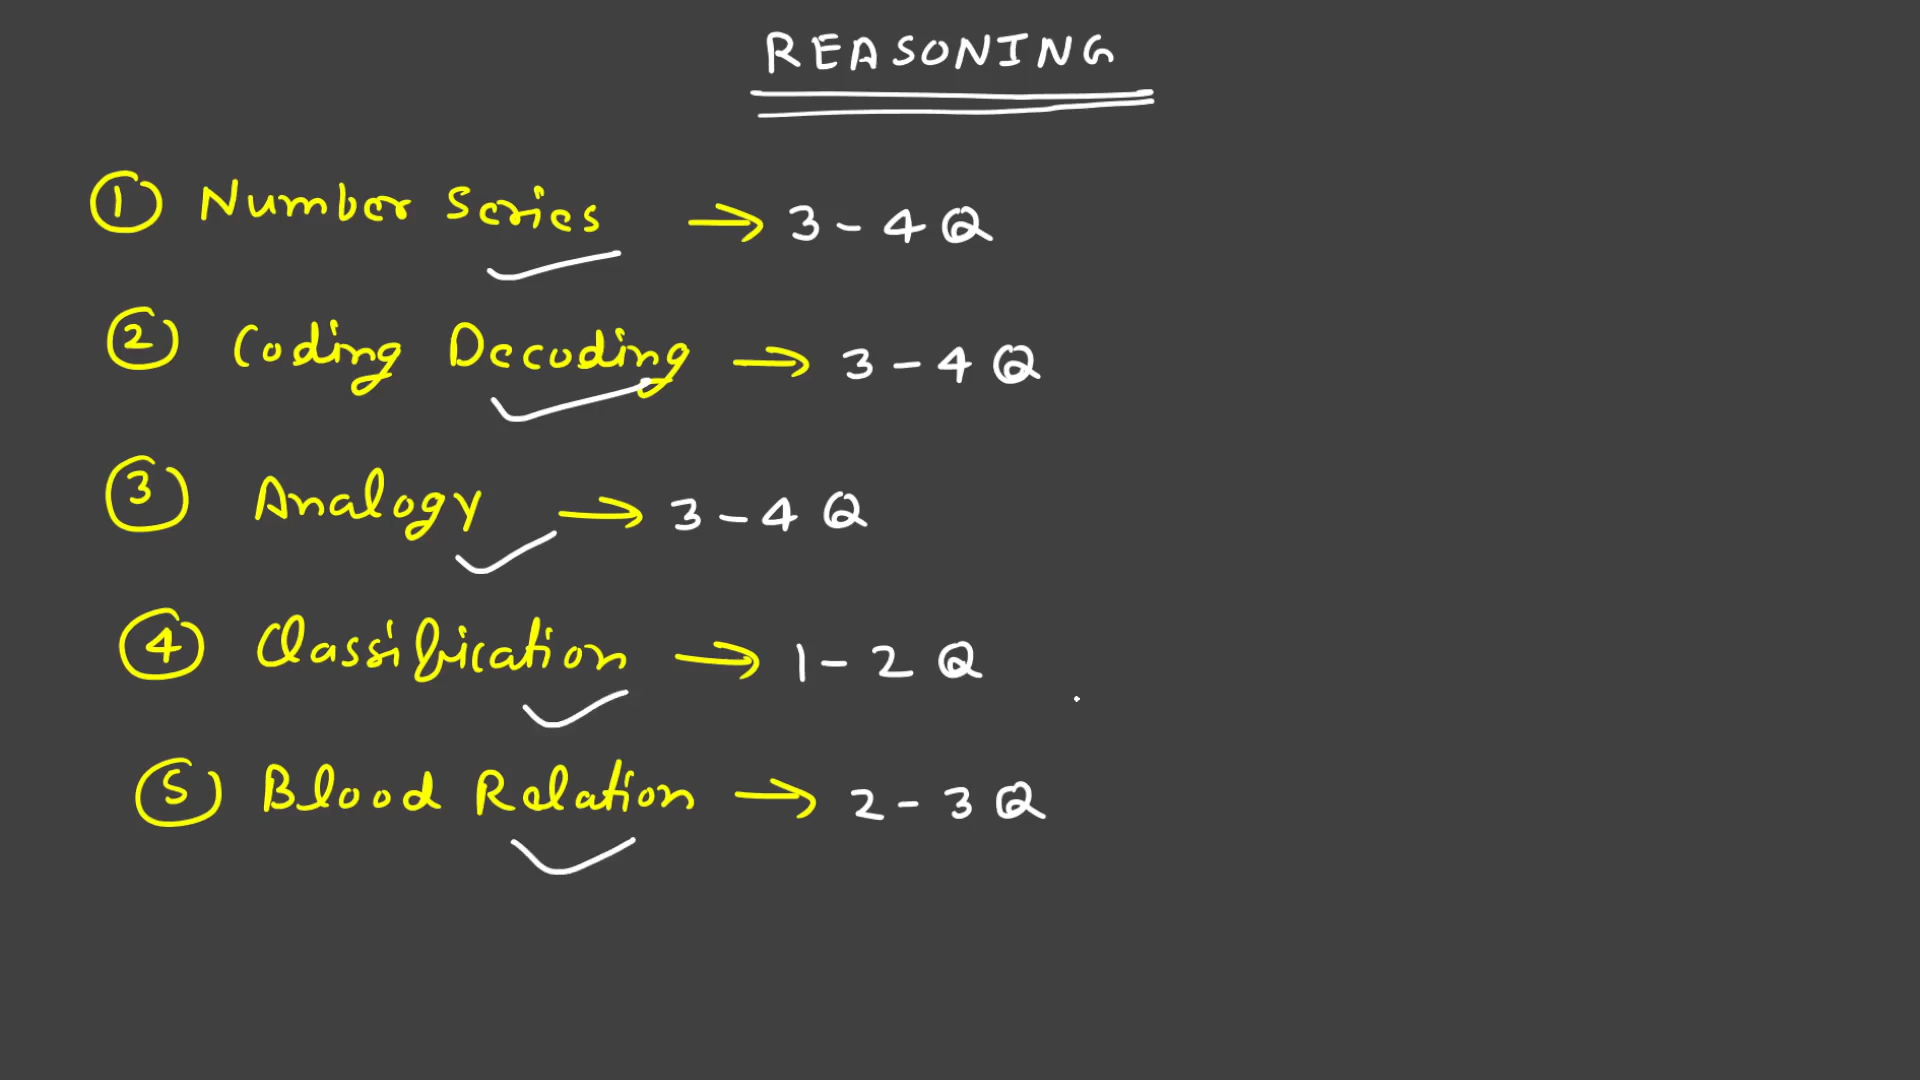 REASONING
① Number Series → 3 - 4 Q
② Coding Decoding → 3 - 4 Q
③ Analogy → 3 - 4 Q
④ Classification → 1 - 2 Q
⑤ Blood Relation → 2 - 3 Q